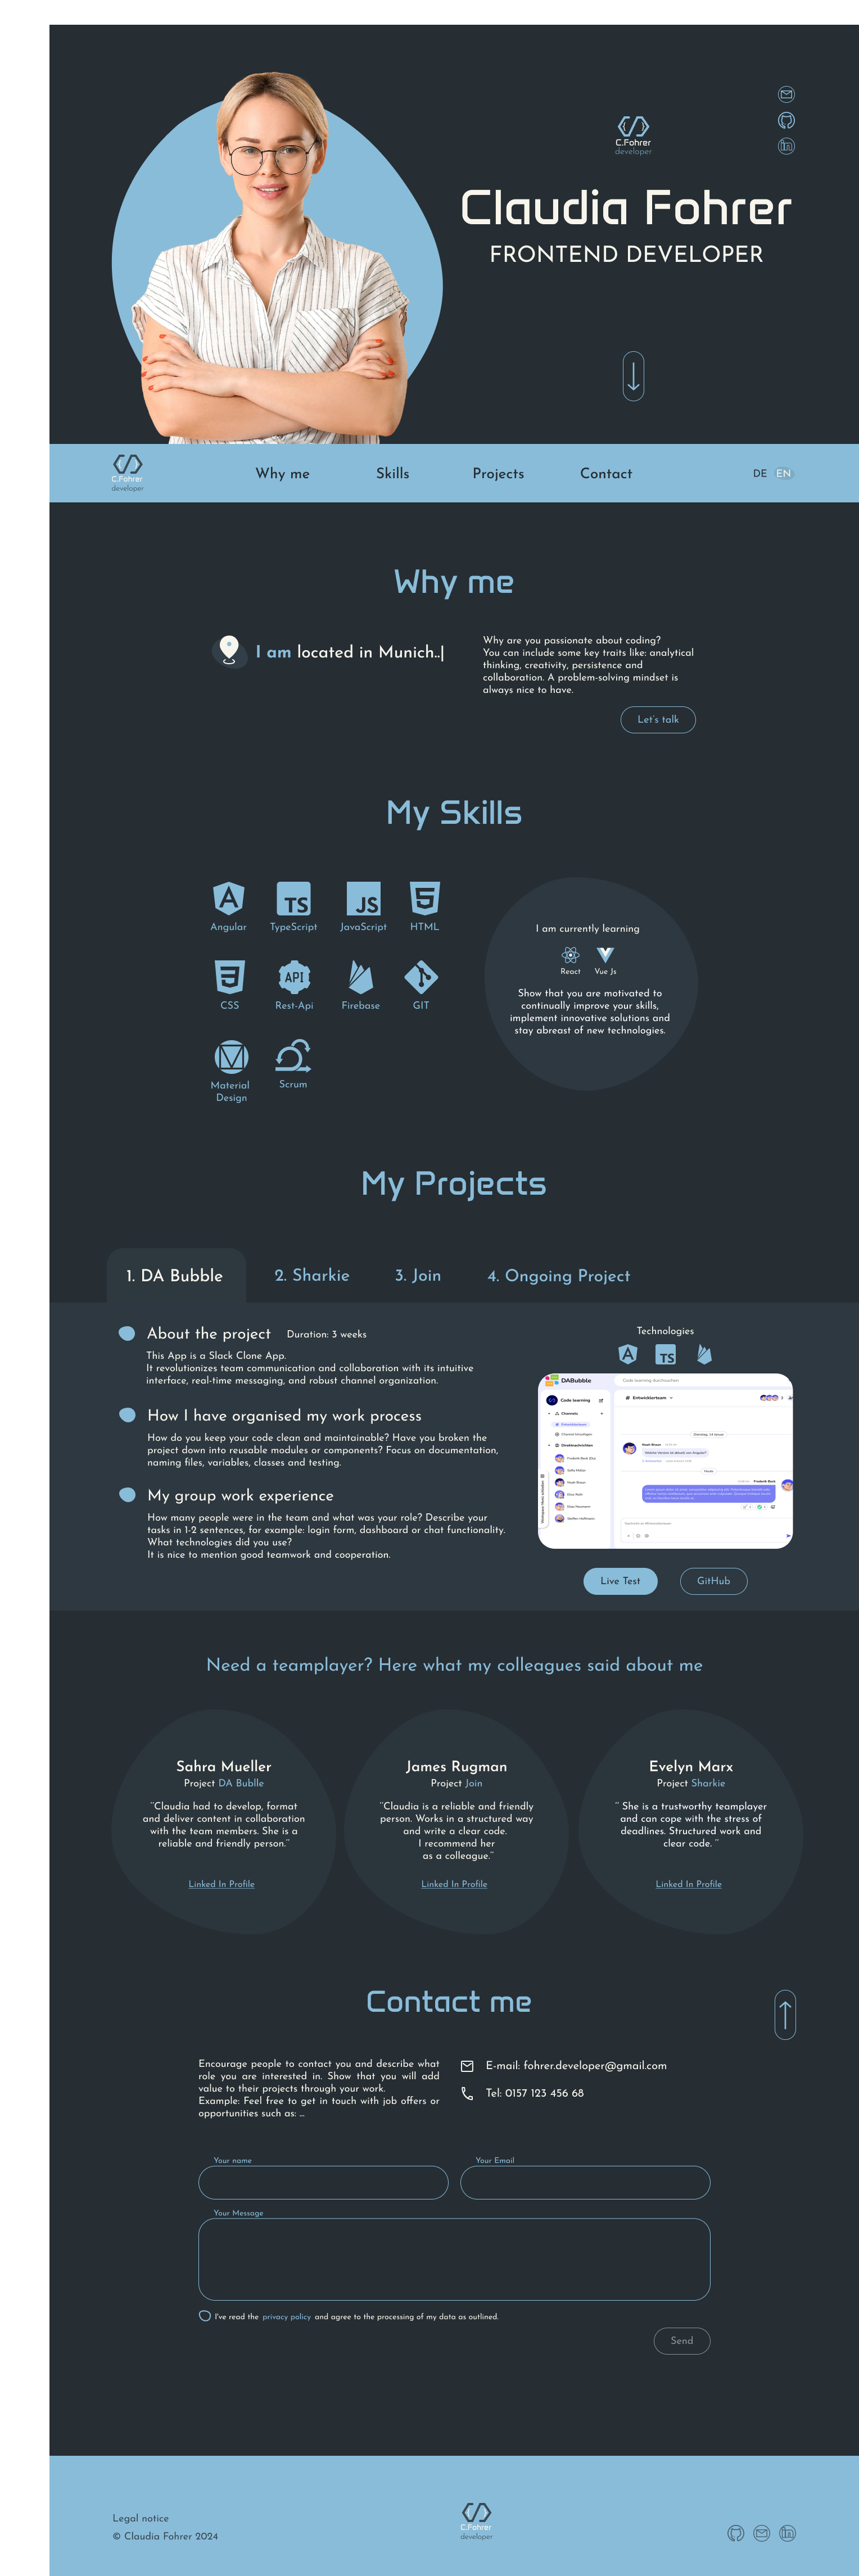 C.Fohrer
developer
Claudia Fohrer
FRONTEND DEVELOPER
C.Fohrer
developer
Why me
Skills
Projects
Contact
DE EN
Why me
I am located in Munich..|
Why are you passionate about coding?
You can include some key traits like: analytical
thinking, creativity, persistence and
collaboration. A problem-solving mindset is
always nice to have.
Let's talk
My Skills
Angular
TS
TypeScript
JS
JavaScript
HTML
CSS
API
Rest-Api
Firebase
GIT
Material
Design
Scrum
I am currently learning
React
Vue Js
Show that you are motivated to
continually improve your skills,
implement innovative solutions and
stay abreast of new technologies.
My Projects
1. DA Bubble
2. Sharkie
3. Join
4. Ongoing Project
About the project
Duration: 3 weeks
This App is a Slack Clone App.
It revolutionizes team communication and collaboration with its intuitive
interface, real-time messaging, and robust channel organization.
How I have organised my work process
How do you keep your code clean and maintainable? Have you broken the
project down into reusable modules or components? Focus on documentation,
naming files, variables, classes and testing.
My group work experience
How many people were in the team and what was your role? Describe your
tasks in 1-2 sentences, for example: login form, dashboard or chat functionality.
What technologies did you use?
It is nice to mention good teamwork and cooperation.
Technologies
TS
DABubble
Code learning durchsuchen
Code learning
# Entwicklerteam
Channels
Direktnachrichten
Live Test
GitHub
Need a teamplayer? Here what my colleagues said about me
Sahra Mueller
Project DA Bublle
"Claudia had to develop, format
and deliver content in collaboration
with the team members. She is a
reliable and friendly person."
Linked In Profile
James Rugman
Project Join
"Claudia is a reliable and friendly
person. Works in a structured way
and write a clear code.
I recommend her
as a colleague."
Linked In Profile
Evelyn Marx
Project Sharkie
" She is a trustworthy teamplayer
and can cope with the stress of
deadlines. Structured work and
clear code. "
Linked In Profile
Contact me
Encourage people to contact you and describe what
role you are interested in. Show that you will add
value to their projects through your work.
Example: Feel free to get in touch with job offers or
opportunities such as: ...
E-mail: fohrer.developer@gmail.com
Tel: 0157 123 456 68
Your name
Your Email
Your Message
I've read the privacy policy and agree to the processing of my data as outlined.
Send
Legal notice
© Claudia Fohrer 2024
C.Fohrer
developer